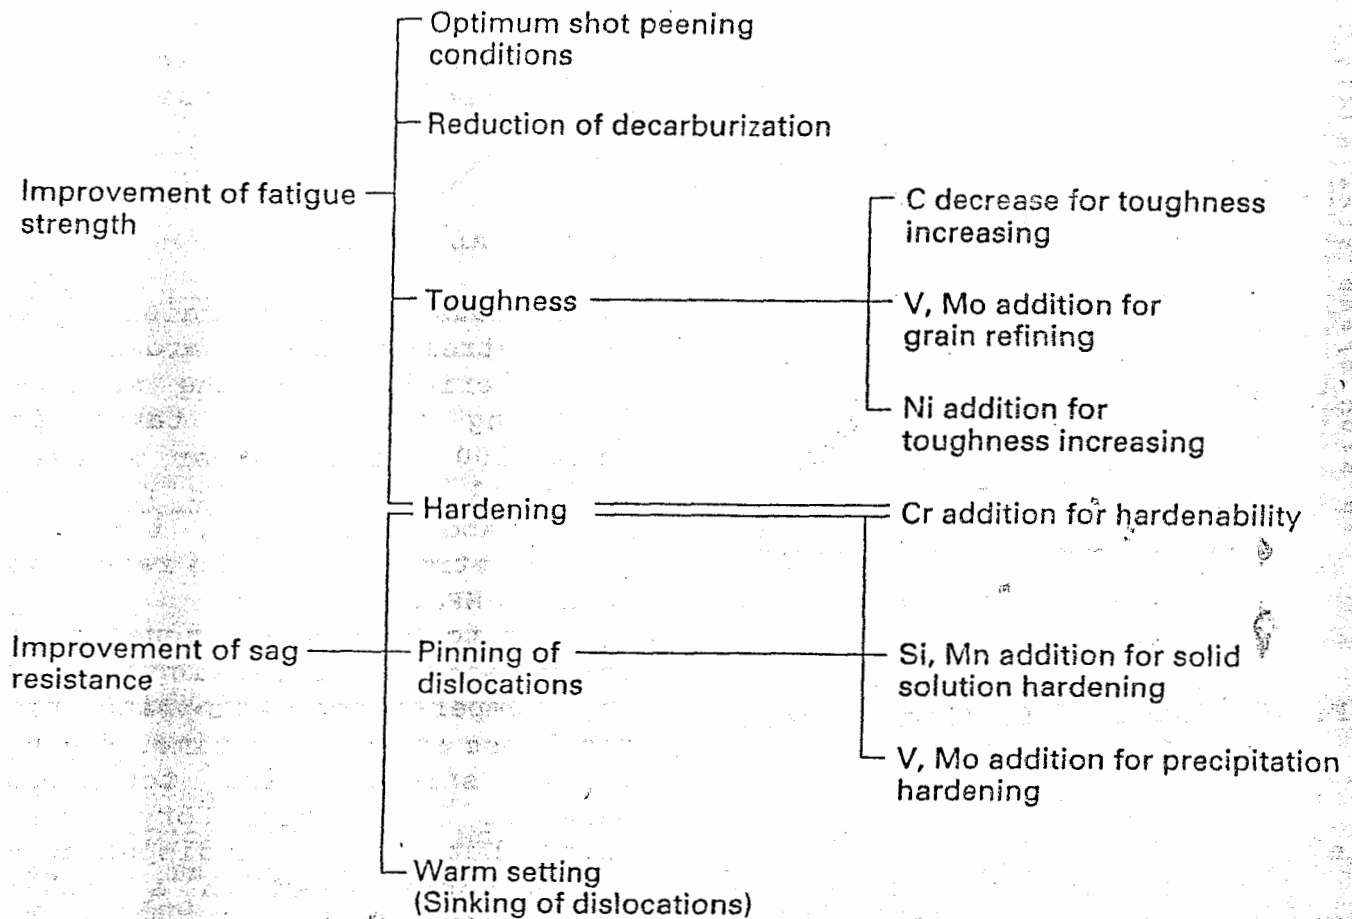 Optimum shot peening
conditions
Reduction of decarburization
Improvement of fatigue
strength
C decrease for toughness
increasing
Toughness
V, Mo addition for
grain refining
Ni addition for
toughness increasing
Hardening
Cr addition for hardenability
Improvement of sag
resistance
Pinning of
dislocations
Si, Mn addition for solid
solution hardening
V, Mo addition for precipitation
hardening
Warm setting
(Sinking of dislocations)